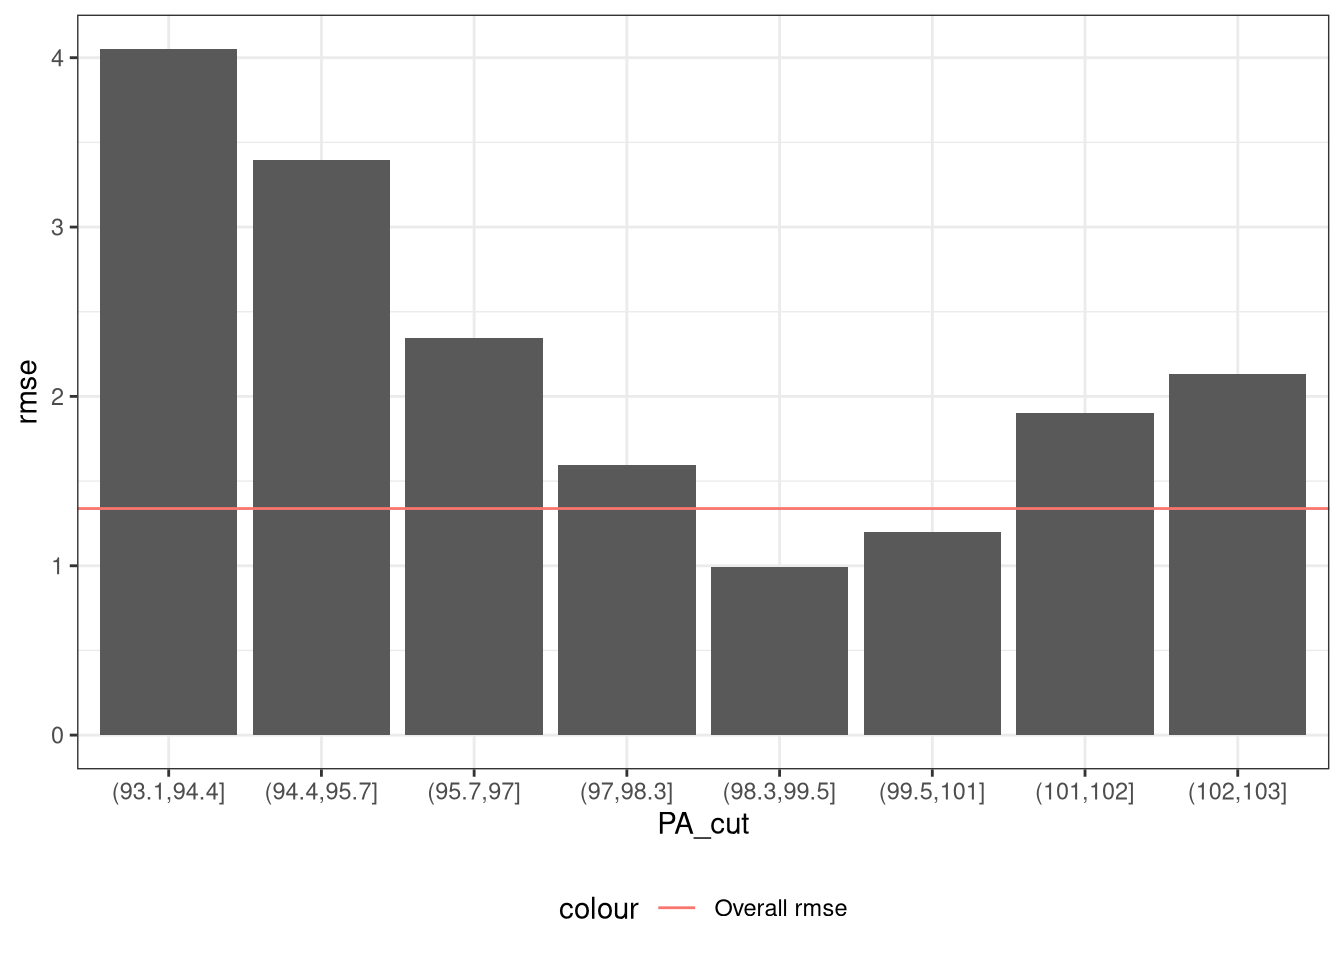 rmse
4
3
2
1
0
(93.1,94.4] (94.4,95.7] (95.7,97] (97,98.3] (98.3,99.5] (99.5,101] (101,102] (102,103]
PA_cut
colour Overall rmse